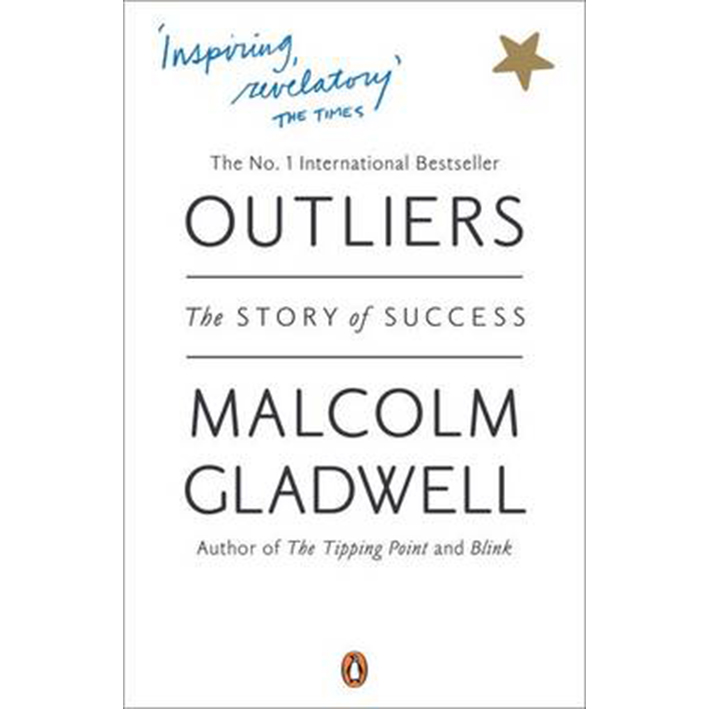 'Inspiring,
revelatory'
THE TIMES
The No. 1 International Bestseller
OUTLIERS
The STORY of SUCCESS
MALCOLM
GLADWELL
Author of The Tipping Point and Blink